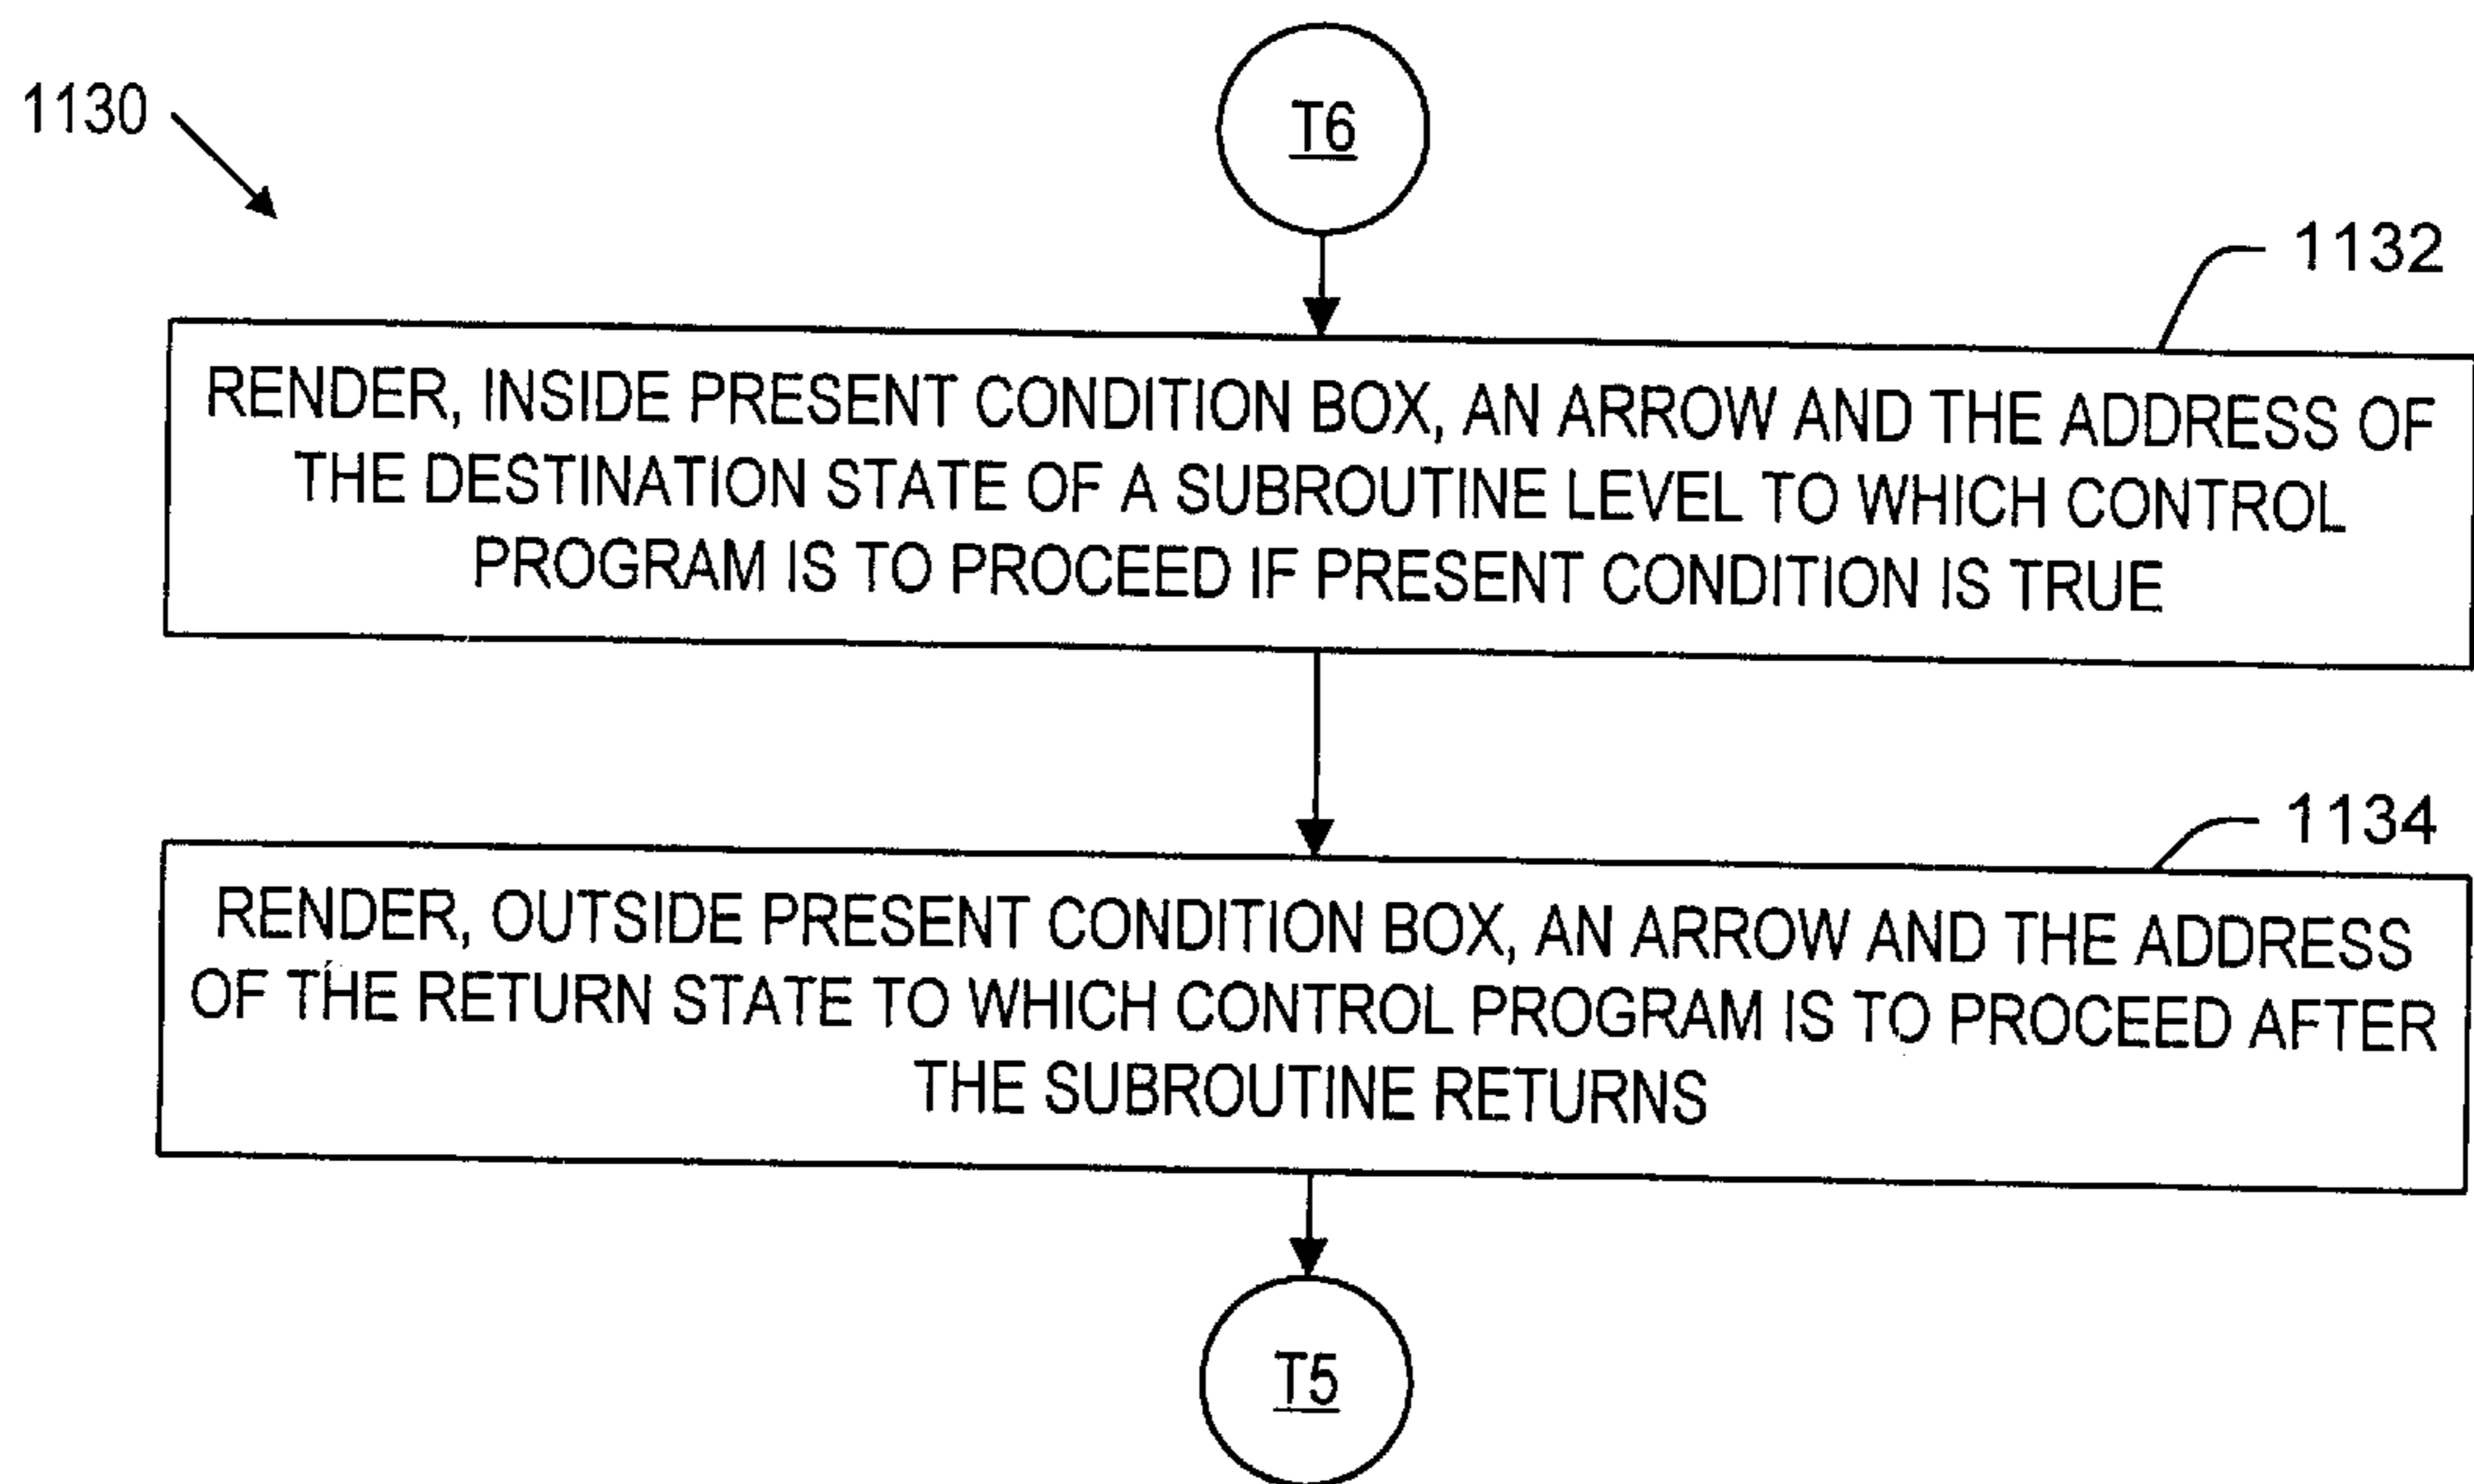 1130
T6
1132
RENDER, INSIDE PRESENT CONDITION BOX, AN ARROW AND THE ADDRESS OF
THE DESTINATION STATE OF A SUBROUTINE LEVEL TO WHICH CONTROL
PROGRAM IS TO PROCEED IF PRESENT CONDITION IS TRUE
1134
RENDER, OUTSIDE PRESENT CONDITION BOX, AN ARROW AND THE ADDRESS
OF THE RETURN STATE TO WHICH CONTROL PROGRAM IS TO PROCEED AFTER
THE SUBROUTINE RETURNS
T5